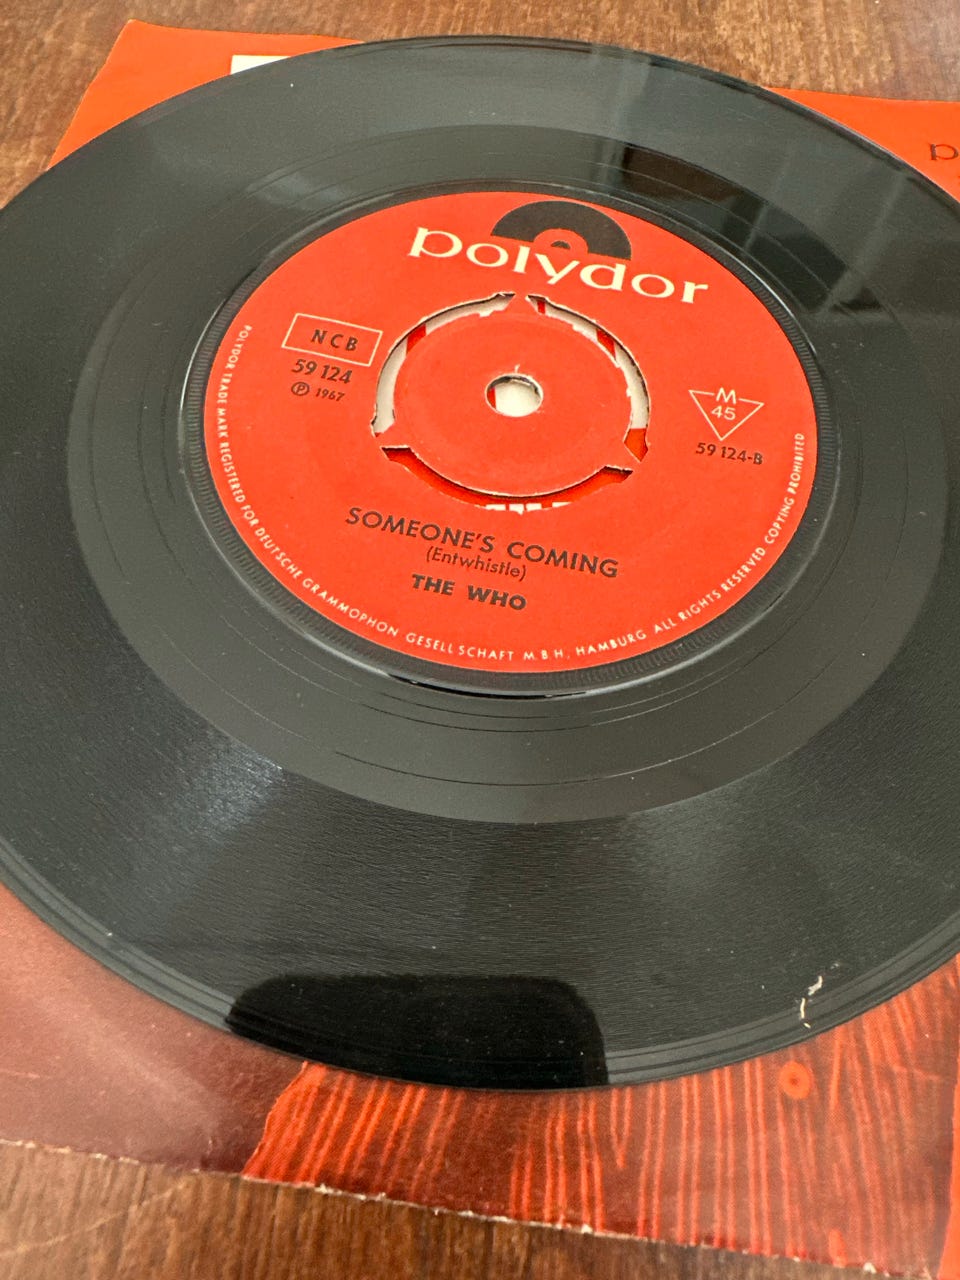 polydor
NCB
59 124
℗ 1967
M
45
59 124-B
SOMEONE'S COMING
(Entwhistle)
THE WHO
POLYDOR TRADE MARK REGISTERED FOR DEUTSCHE GRAMMOPHON GESELLSCHAFT M.B.H. HAMBURG ALL RIGHTS RESERVED COPYING PROHIBITED